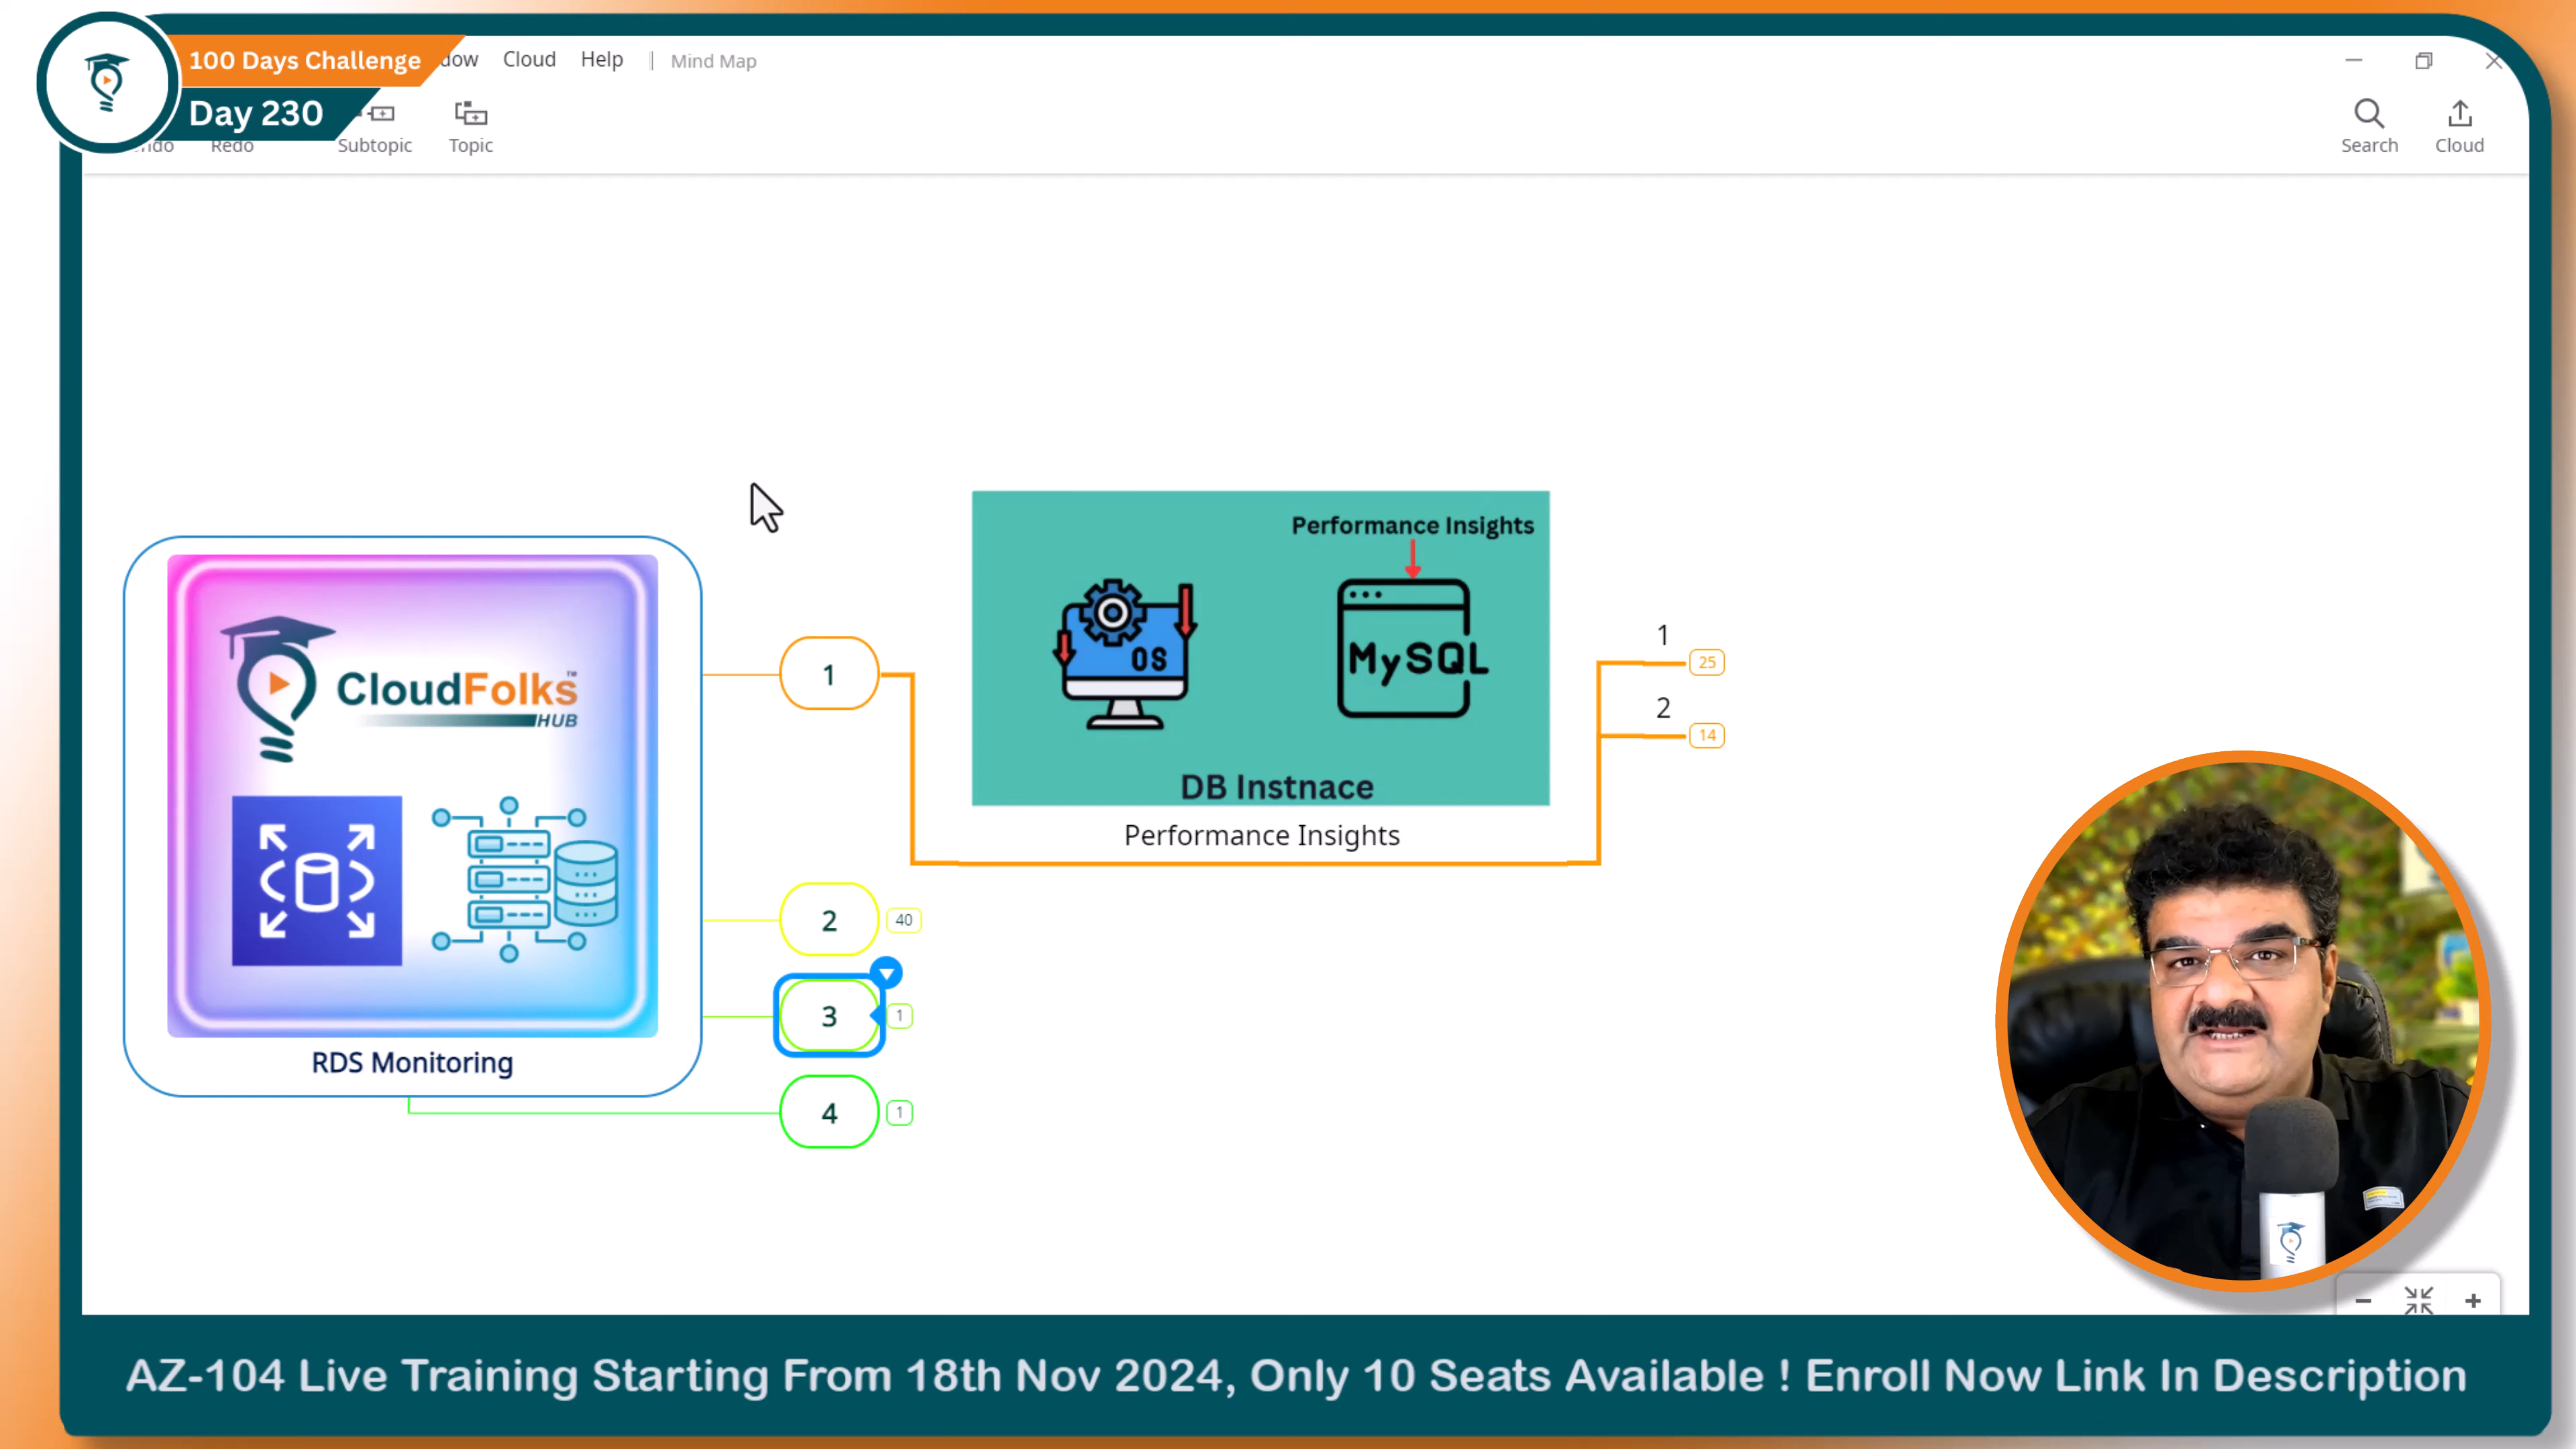 100 Days Challenge
Day 230
dow Cloud Help | Mind Map
ndo Redo Subtopic Topic
Search Cloud
CloudFolks™
HUB
RDS Monitoring
1
Performance Insights
OS
MySQL
DB Instnace
Performance Insights
1
25
2
14
2
40
3
1
4
1
AZ-104 Live Training Starting From 18th Nov 2024, Only 10 Seats Available ! Enroll Now Link In Description